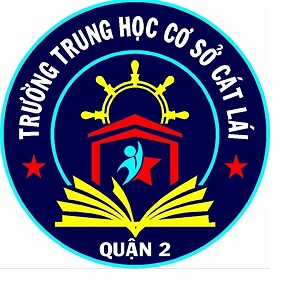 TRƯỜNG TRUNG HỌC CƠ SỞ CÁT LÁI
QUẬN 2